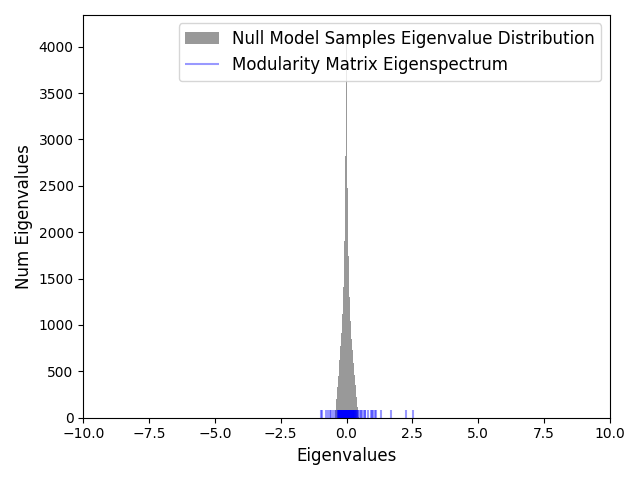 Null Model Samples Eigenvalue Distribution
Modularity Matrix Eigenspectrum
Num Eigenvalues
4000
3500
3000
2500
2000
1500
1000
500
0
−10.0 −7.5 −5.0 −2.5 0.0 2.5 5.0 7.5 10.0
Eigenvalues